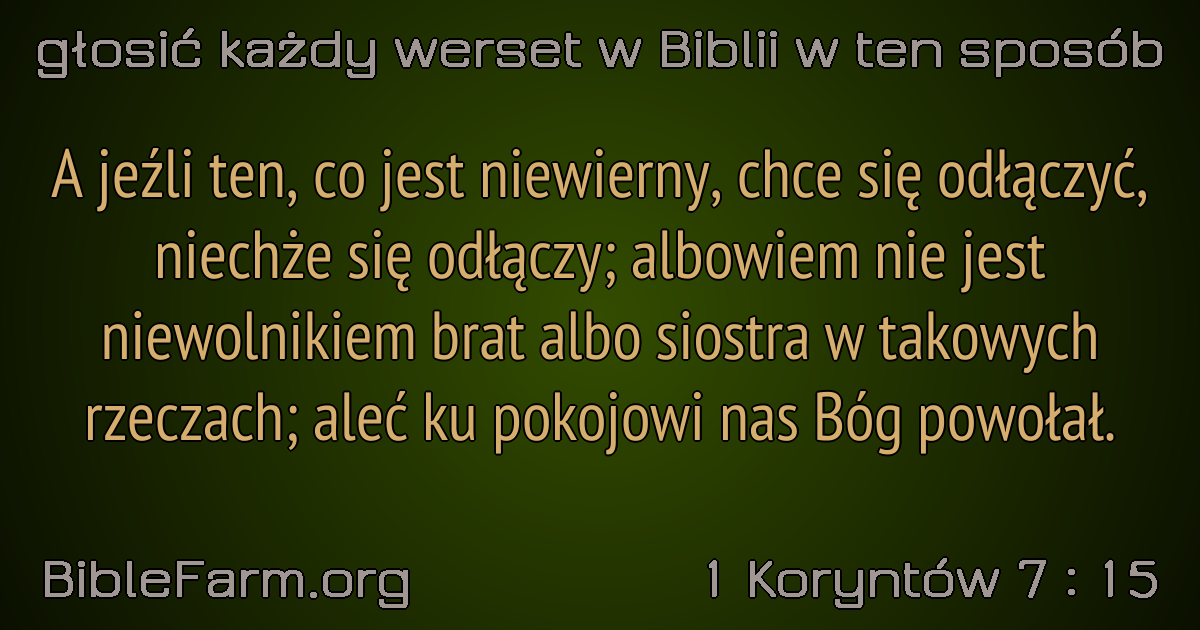 głosić każdy werset w Biblii w ten sposób
A jeźli ten, co jest niewierny, chce się odłączyć,
niechże się odłączy; albowiem nie jest
niewolnikiem brat albo siostra w takowych
rzeczach; aleć ku pokojowi nas Bóg powołał.
BibleFarm.org
1 Koryntów 7 : 15